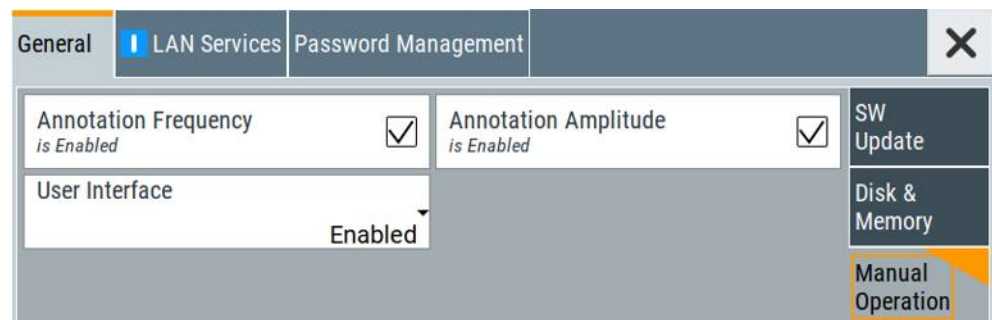 General
LAN Services
Password Management
Annotation Frequency
is Enabled
Annotation Amplitude
is Enabled
User Interface
Enabled
SW
Update
Disk &
Memory
Manual
Operation